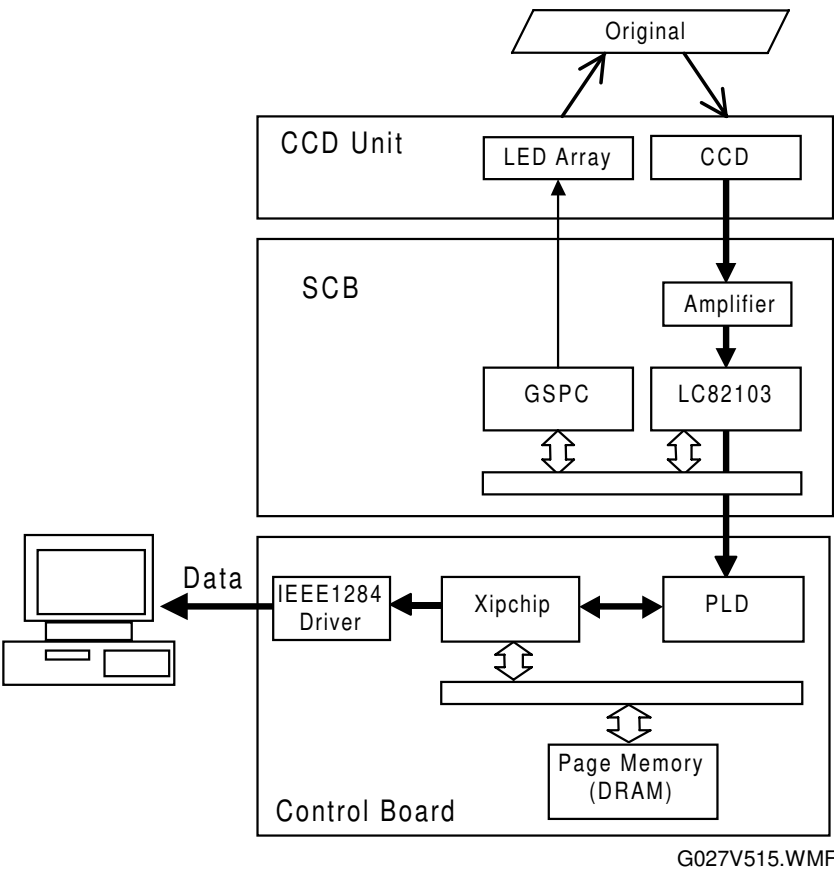 Original
CCD Unit
LED Array
CCD
SCB
Amplifier
GSPC
LC82103
Data
IEEE1284
Driver
Xipchip
PLD
Page Memory
(DRAM)
Control Board
G027V515.WMF